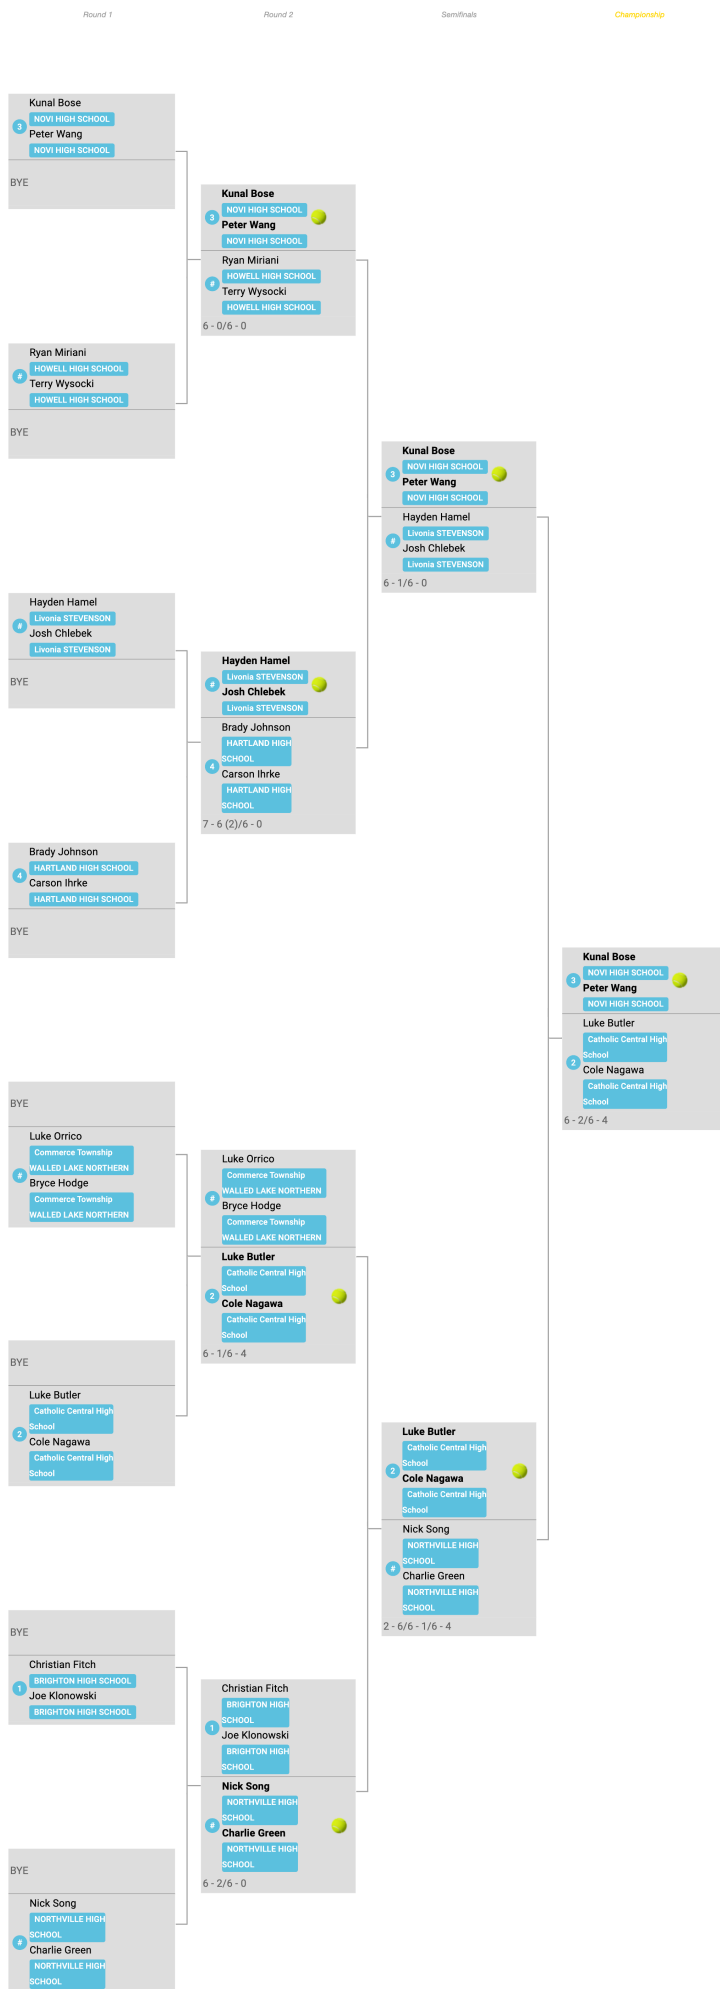 Round 1
Round 2
Semifinals
Championship
Kunal Bose
3
NOVI HIGH SCHOOL
Peter Wang
NOVI HIGH SCHOOL
BYE
Ryan Miriani
#
HOWELL HIGH SCHOOL
Terry Wysocki
HOWELL HIGH SCHOOL
BYE
Hayden Hamel
#
Livonia STEVENSON
Josh Chlebek
Livonia STEVENSON
BYE
Brady Johnson
4
HARTLAND HIGH SCHOOL
Carson Ihrke
HARTLAND HIGH SCHOOL
BYE
BYE
Luke Orrico
#
Commerce Township
WALLED LAKE NORTHERN
Bryce Hodge
Commerce Township
WALLED LAKE NORTHERN
BYE
Luke Butler
2
Catholic Central High
School
Cole Nagawa
Catholic Central High
School
BYE
Christian Fitch
1
BRIGHTON HIGH SCHOOL
Joe Klonowski
BRIGHTON HIGH SCHOOL
BYE
Nick Song
#
NORTHVILLE HIGH
SCHOOL
Charlie Green
NORTHVILLE HIGH
SCHOOL
Kunal Bose
3
NOVI HIGH SCHOOL
Peter Wang
NOVI HIGH SCHOOL
Ryan Miriani
#
HOWELL HIGH SCHOOL
Terry Wysocki
HOWELL HIGH SCHOOL
6 - 0/6 - 0
Hayden Hamel
#
Livonia STEVENSON
Josh Chlebek
Livonia STEVENSON
Brady Johnson
4
HARTLAND HIGH
SCHOOL
Carson Ihrke
HARTLAND HIGH
SCHOOL
7 - 6 (2)/6 - 0
Luke Orrico
#
Commerce Township
WALLED LAKE NORTHERN
Bryce Hodge
Commerce Township
WALLED LAKE NORTHERN
Luke Butler
2
Catholic Central High
School
Cole Nagawa
Catholic Central High
School
6 - 1/6 - 4
Christian Fitch
1
BRIGHTON HIGH
SCHOOL
Joe Klonowski
BRIGHTON HIGH
SCHOOL
Nick Song
#
NORTHVILLE HIGH
SCHOOL
Charlie Green
NORTHVILLE HIGH
SCHOOL
6 - 2/6 - 0
Kunal Bose
3
NOVI HIGH SCHOOL
Peter Wang
NOVI HIGH SCHOOL
Hayden Hamel
#
Livonia STEVENSON
Josh Chlebek
Livonia STEVENSON
6 - 1/6 - 0
Luke Butler
2
Catholic Central High
School
Cole Nagawa
Catholic Central High
School
Nick Song
#
NORTHVILLE HIGH
SCHOOL
Charlie Green
NORTHVILLE HIGH
SCHOOL
2 - 6/6 - 1/6 - 4
Kunal Bose
3
NOVI HIGH SCHOOL
Peter Wang
NOVI HIGH SCHOOL
Luke Butler
2
Catholic Central High
School
Cole Nagawa
Catholic Central High
School
6 - 2/6 - 4